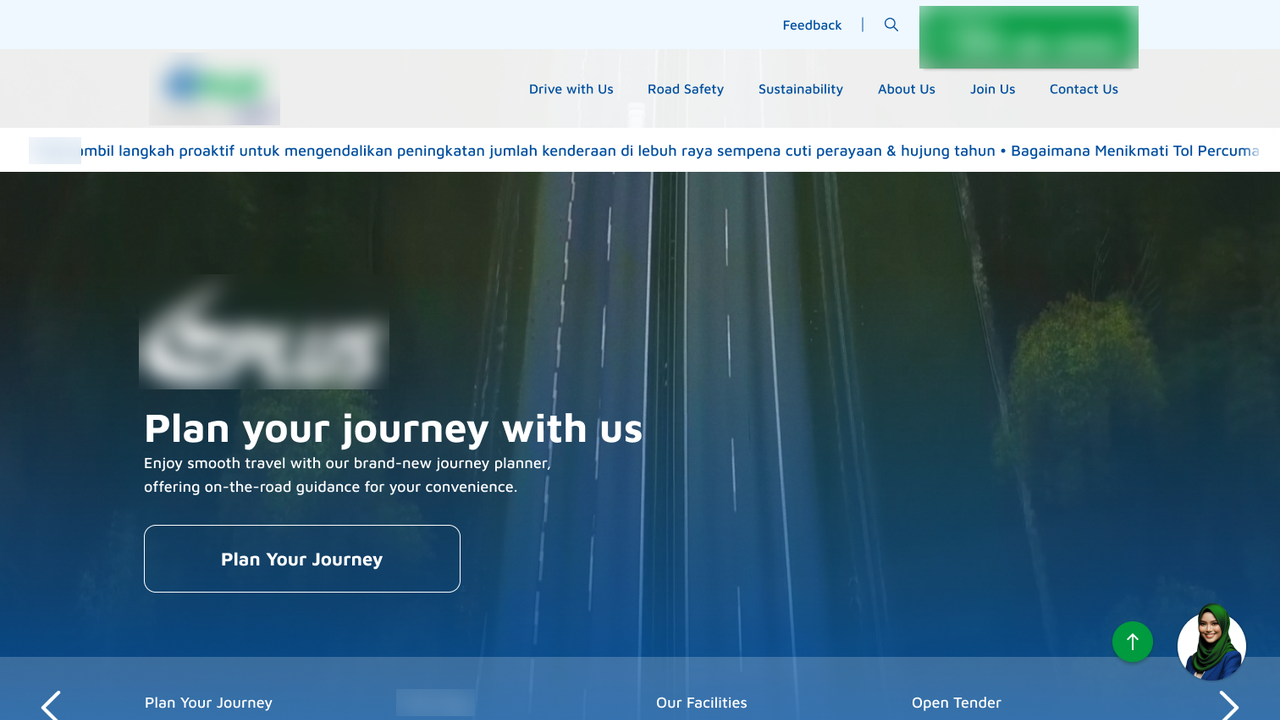 Feedback
Drive with Us Road Safety Sustainability About Us Join Us Contact Us
langkah proaktif untuk mengendalikan peningkatan jumlah kenderaan di lebuh raya sempena cuti perayaan & hujung tahun • Bagaimana Menikmati Tol Percuma
PLUS
Plan your journey with us
Enjoy smooth travel with our brand-new journey planner,
offering on-the-road guidance for your convenience.
Plan Your Journey
Plan Your Journey Our Facilities Open Tender